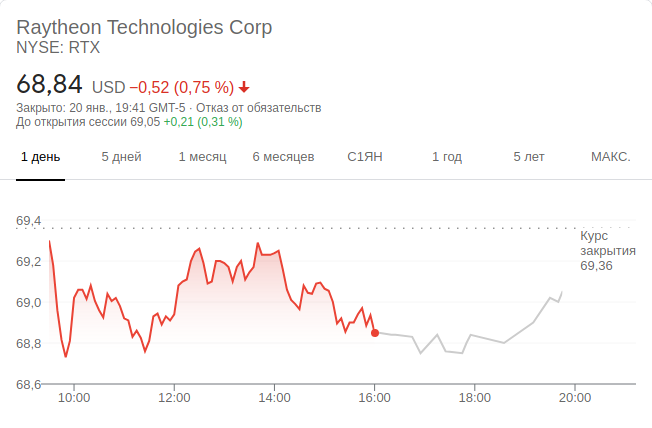 Raytheon Technologies Corp
NYSE: RTX
68,84 USD −0,52 (0,75 %)
Закрыто: 20 янв., 19:41 GMT-5 · Отказ от обязательств
До открытия сессии 69,05 +0,21 (0,31 %)
1 день 5 дней 1 месяц 6 месяцев С1ЯН 1 год 5 лет МАКС.
69,4
Курс
закрытия
69,36
69,2
69,0
68,8
68,6
10:00 12:00 14:00 16:00 18:00 20:00